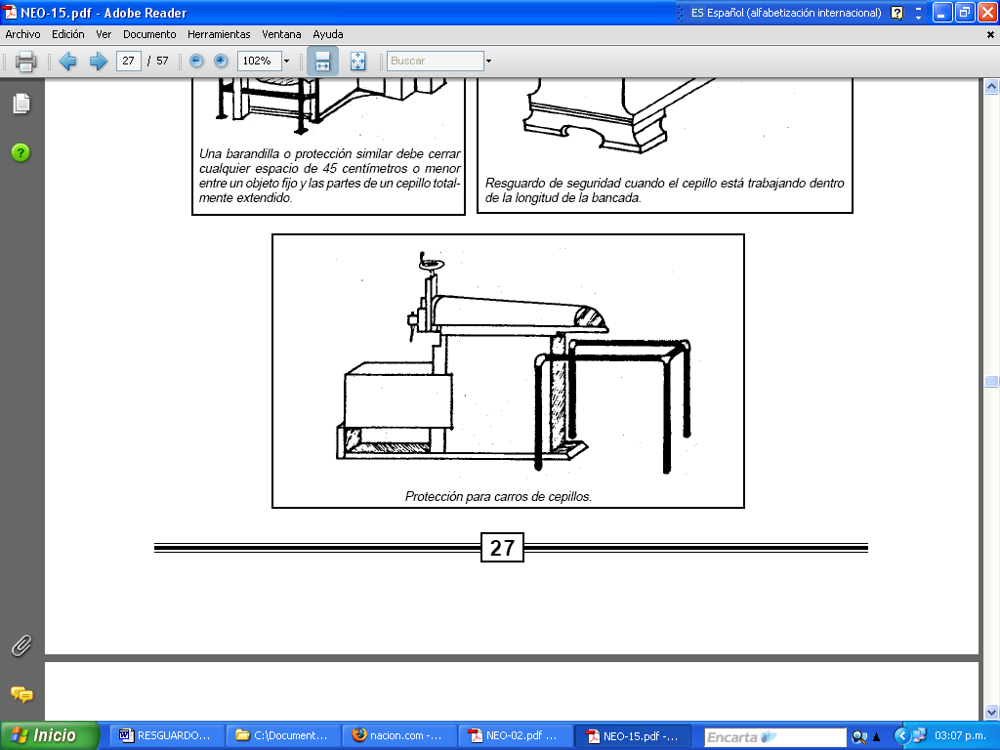 NEO-15.pdf - Adobe Reader
ES Español (alfabetización internacional)
Archivo Edición Ver Documento Herramientas Ventana Ayuda
27 / 57 102% Buscar
Una barandilla o protección similar debe cerrar
cualquier espacio de 45 centímetros o menor
entre un objeto fijo y las partes de un cepillo total-
mente extendido.
Resguardo de seguridad cuando el cepillo está trabajando dentro
de la longitud de la bancada.
Protección para carros de cepillos.
27
Inicio RESGUARDO... C:\Document... nacion.com -... NEO-02.pdf ... NEO-15.pdf -... Encarta 03:07 p.m.